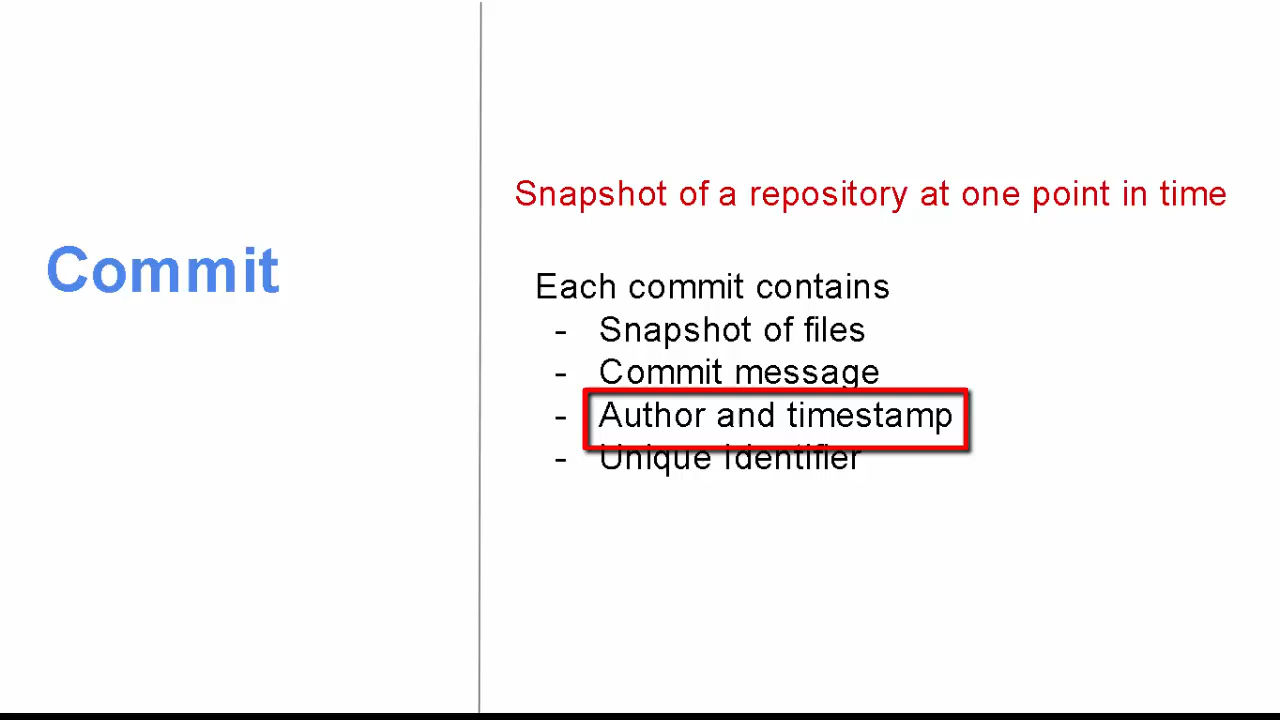 Commit
Snapshot of a repository at one point in time
Each commit contains
- Snapshot of files
- Commit message
- Author and timestamp
- Unique Identifier